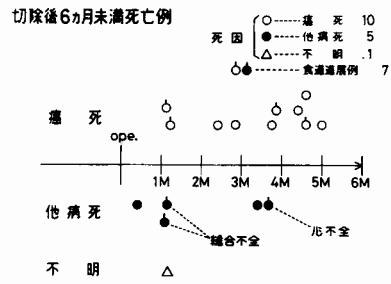 切除後6ヵ月未満死亡例
死因
癌死 10
他病死 5
不明 .1
食道進展例 7
癌死
ope.
1M 2M 3M 4M 5M 6M
他病死
縫合不全
心不全
不明